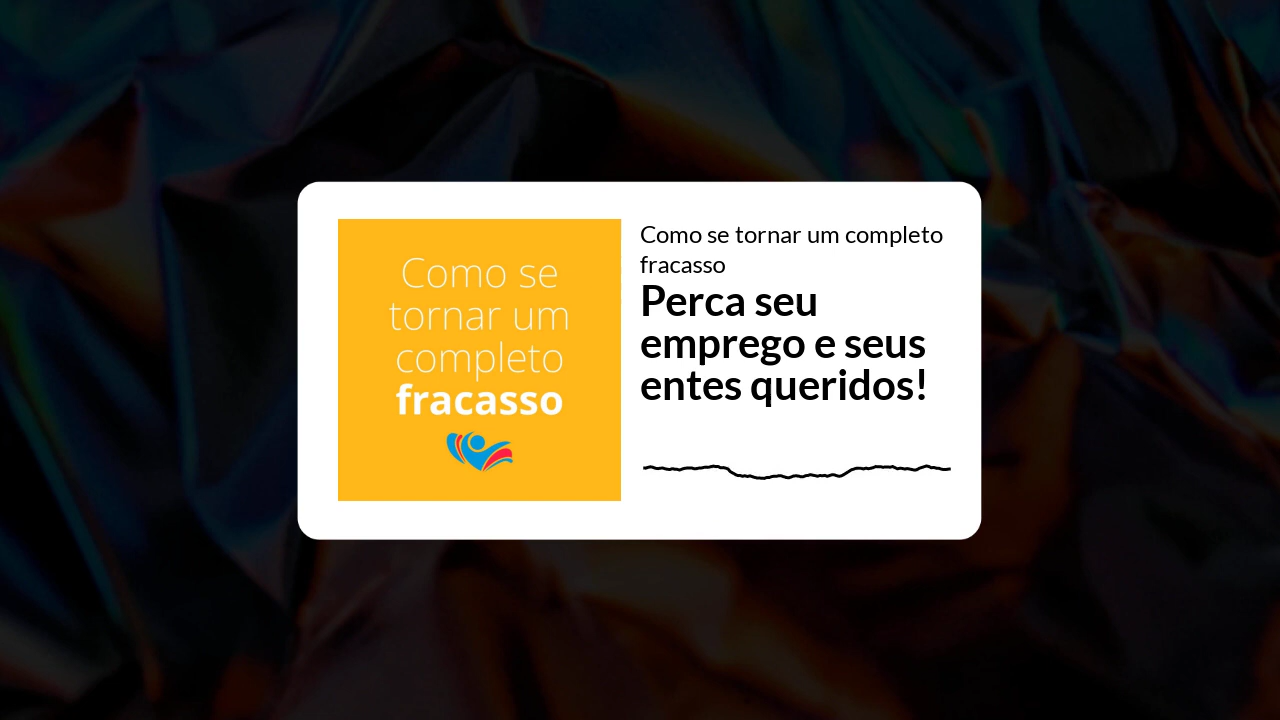 Como se
tornar um
completo
fracasso
Como se tornar um completo
fracasso
Perca seu
emprego e seus
entes queridos!